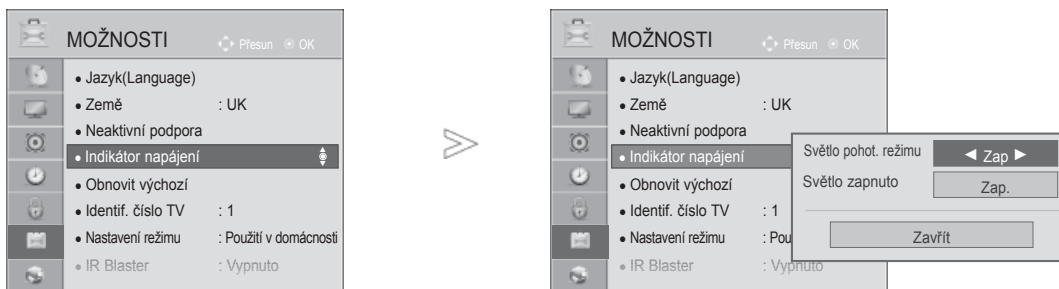 MOŽNOSTI
Přesun
OK
• Jazyk(Language)
• Země : UK
• Neaktivní podpora
• Indikátor napájení
• Obnovit výchozí
• Identif. číslo TV : 1
• Nastavení režimu : Použití v domácnosti
• IR Blaster : Vypnuto
MOŽNOSTI
Přesun
OK
• Jazyk(Language)
• Země : UK
• Neaktivní podpora
• Indikátor napájení
• Obnovit výchozí
• Identif. číslo TV : 1
• Nastavení režimu : Pou
• IR Blaster : Vypnuto
Světlo pohot. režimu ◄ Zap ►
Světlo zapnuto Zap.
Zavřít